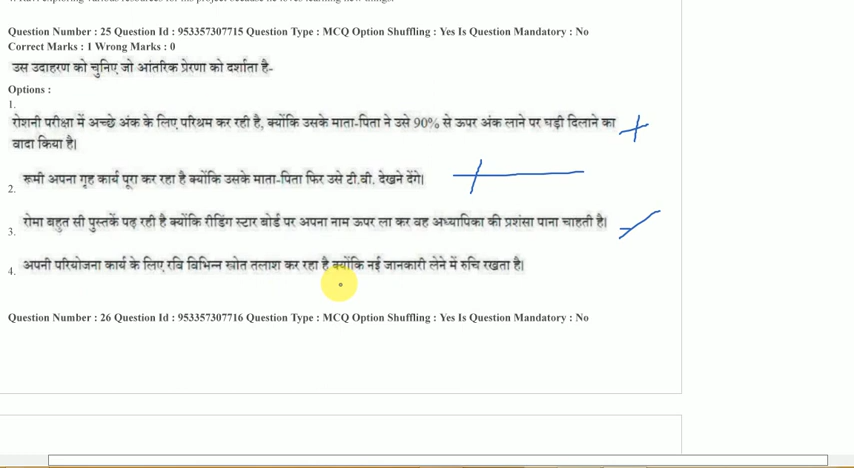 Question Number : 25 Question Id : 953357307715 Question Type : MCQ Option Shuffling : Yes Is Question Mandatory : No
Correct Marks : 1 Wrong Marks : 0
उस उदाहरण को चुनिए जो आंतरिक प्रेरणा को दर्शाता है-
Options :
1.
रोशनी परीक्षा में अच्छे अंक के लिए परिश्रम कर रही है, क्योंकि उसके माता-पिता ने उसे 90% से ऊपर अंक लाने पर घड़ी दिलाने का
वादा किया है।
2. रूमी अपना गृह कार्य पूरा कर रहा है क्योंकि उसके माता-पिता फिर उसे टी.वी. देखने देंगे।
3. रोमा बहुत सी पुस्तकें पढ़ रही है क्योंकि रीडिंग स्टार बोर्ड पर अपना नाम ऊपर ला कर वह अध्यापिका की प्रशंसा पाना चाहती है।
4. अपनी परियोजना कार्य के लिए रवि विभिन्न स्रोत तलाश कर रहा है क्योंकि नई जानकारी लेने में रुचि रखता है।
Question Number : 26 Question Id : 953357307716 Question Type : MCQ Option Shuffling : Yes Is Question Mandatory : No